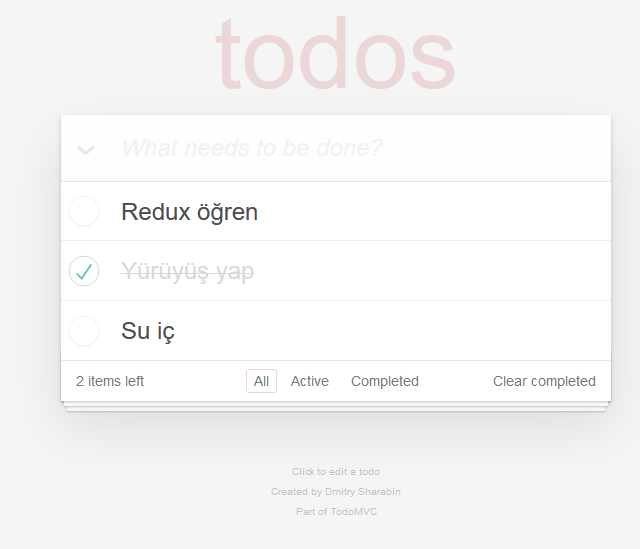 todos
What needs to be done?
Redux öğren
Yürüyüş yap
Su iç
2 items left All Active Completed Clear completed
Click to edit a todo
Created by Dmitry Sharabin
Part of TodoMVC